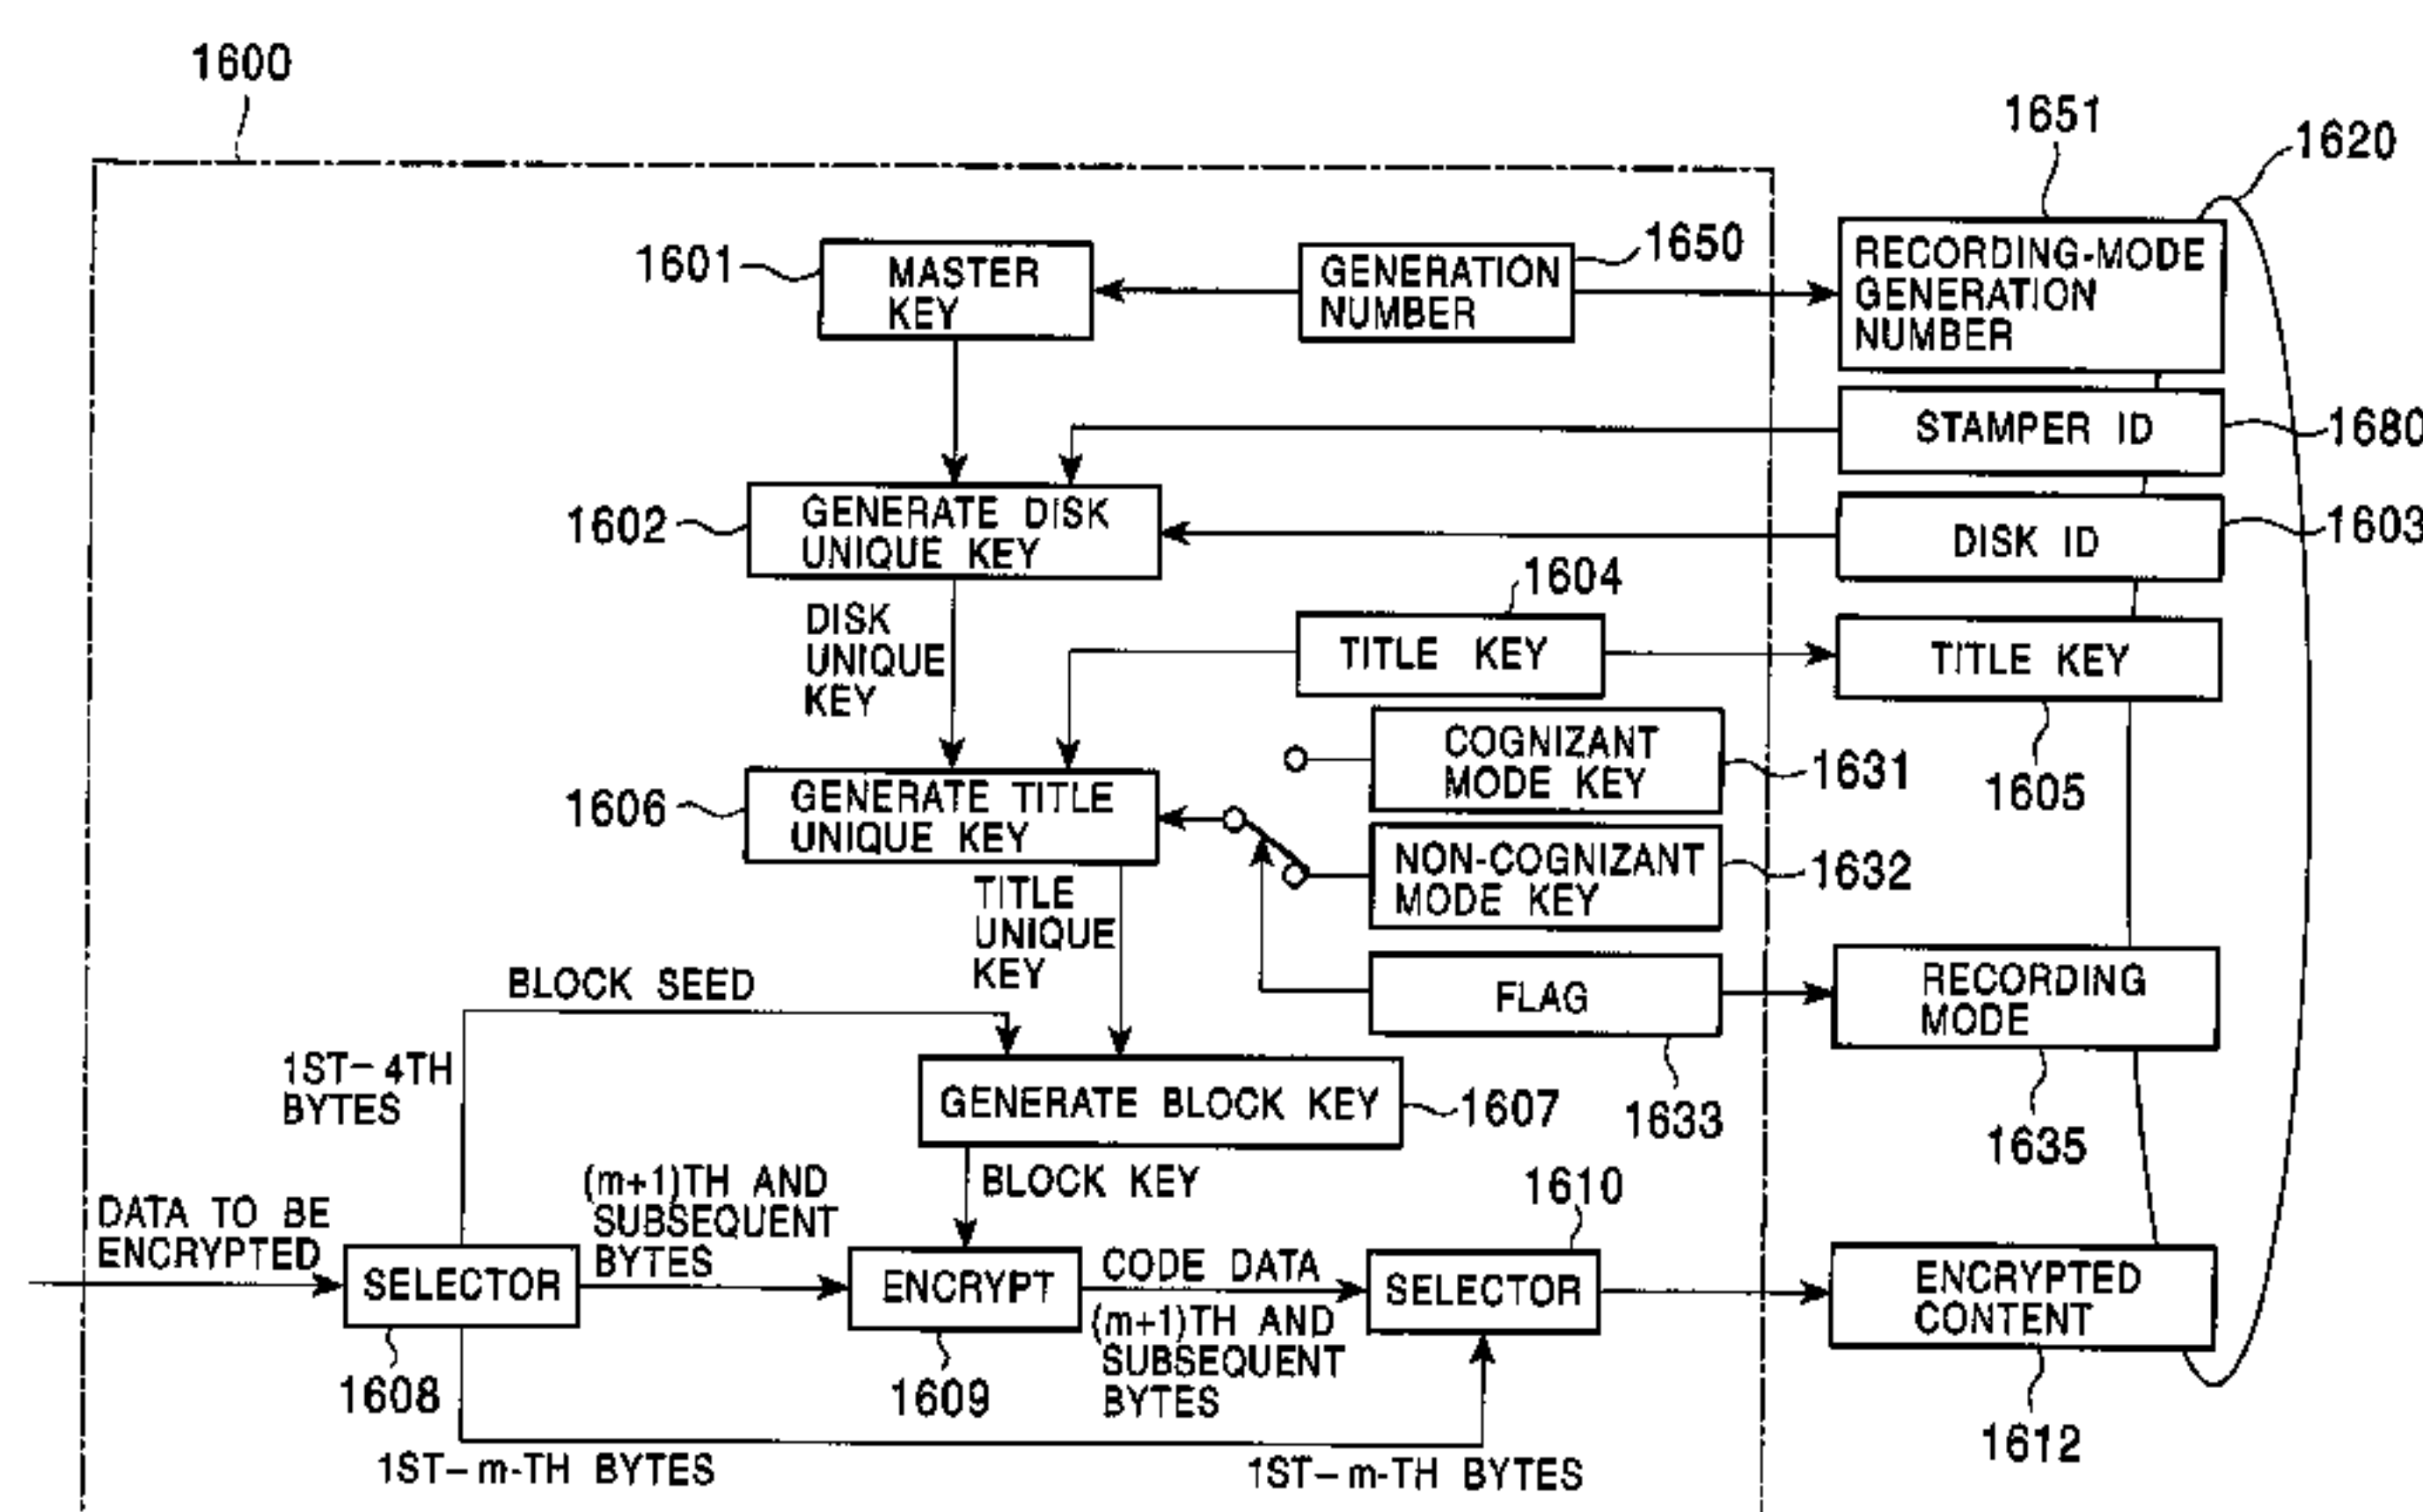 1600
1651
1620
1601
MASTER
KEY
GENERATION
NUMBER
1650
RECORDING-MODE
GENERATION
NUMBER
STAMPER ID
1680
1602
GENERATE DISK
UNIQUE KEY
DISK ID
1603
DISK
UNIQUE
KEY
1604
TITLE KEY
TITLE KEY
1605
1606
GENERATE TITLE
UNIQUE KEY
COGNIZANT
MODE KEY
1631
NON-COGNIZANT
MODE KEY
1632
TITLE
UNIQUE
KEY
FLAG
1633
RECORDING
MODE
1635
BLOCK SEED
1ST-4TH
BYTES
GENERATE BLOCK KEY
1607
BLOCK KEY
DATA TO BE
ENCRYPTED
SELECTOR
1608
(m+1)TH AND
SUBSEQUENT
BYTES
ENCRYPT
1609
CODE DATA
(m+1)TH AND
SUBSEQUENT
BYTES
1610
SELECTOR
ENCRYPTED
CONTENT
1612
1ST-m-TH BYTES
1ST-m-TH BYTES